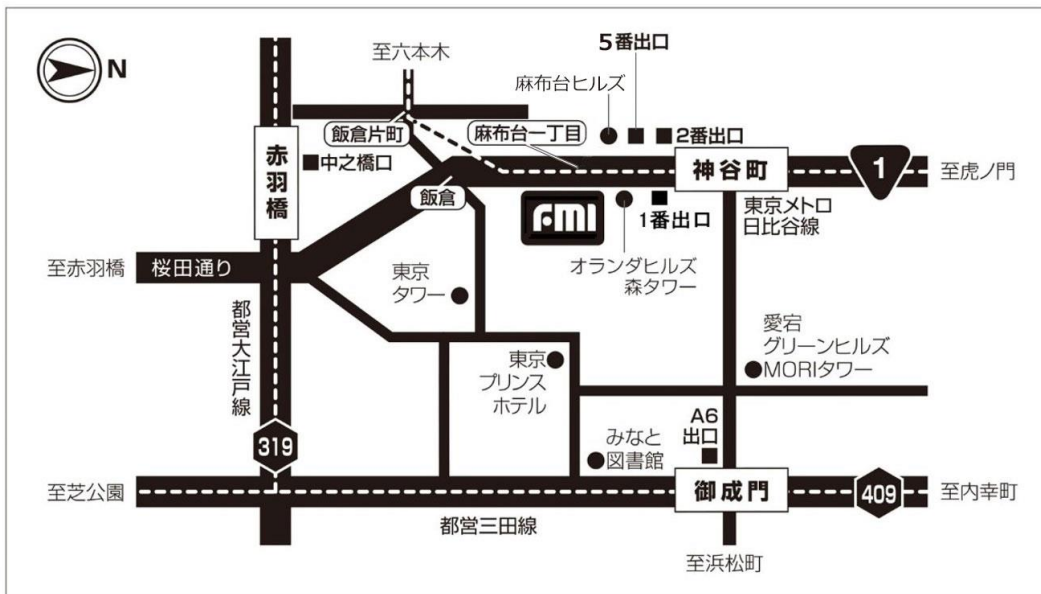 N
至六本木
5番出口
麻布台ヒルズ
飯倉片町
麻布台一丁目
2番出口
赤羽橋
中之橋口
神谷町
1
至虎ノ門
飯倉
FMI
1番出口
東京メトロ
日比谷線
至赤羽橋
桜田通り
東京
タワー
オランダヒルズ
森タワー
都営大江戸線
愛宕
グリーンヒルズ
MORIタワー
東京
プリンス
ホテル
A6
出口
319
みなと
図書館
至芝公園
御成門
409
至内幸町
都営三田線
至浜松町